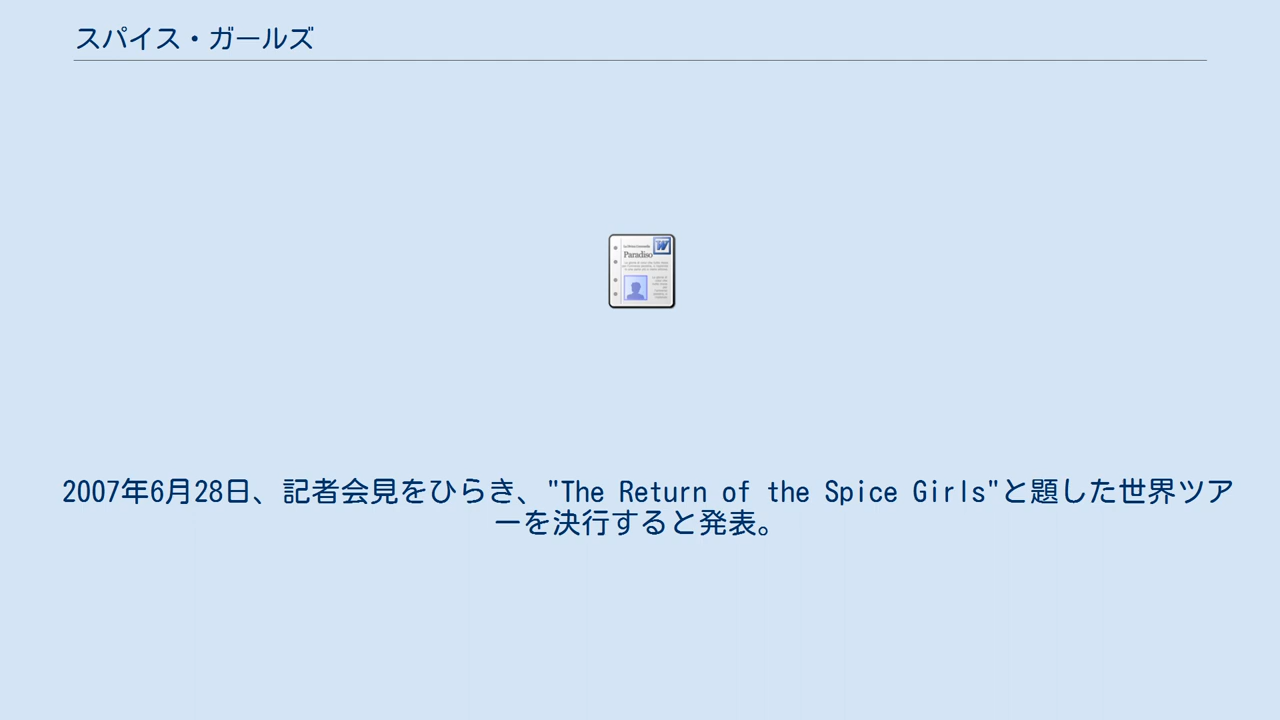 スパイス・ガールズ
Paradiso
2007年6月28日、記者会見をひらき、"The Return of the Spice Girls"と題した世界ツア
ーを決行すると発表。